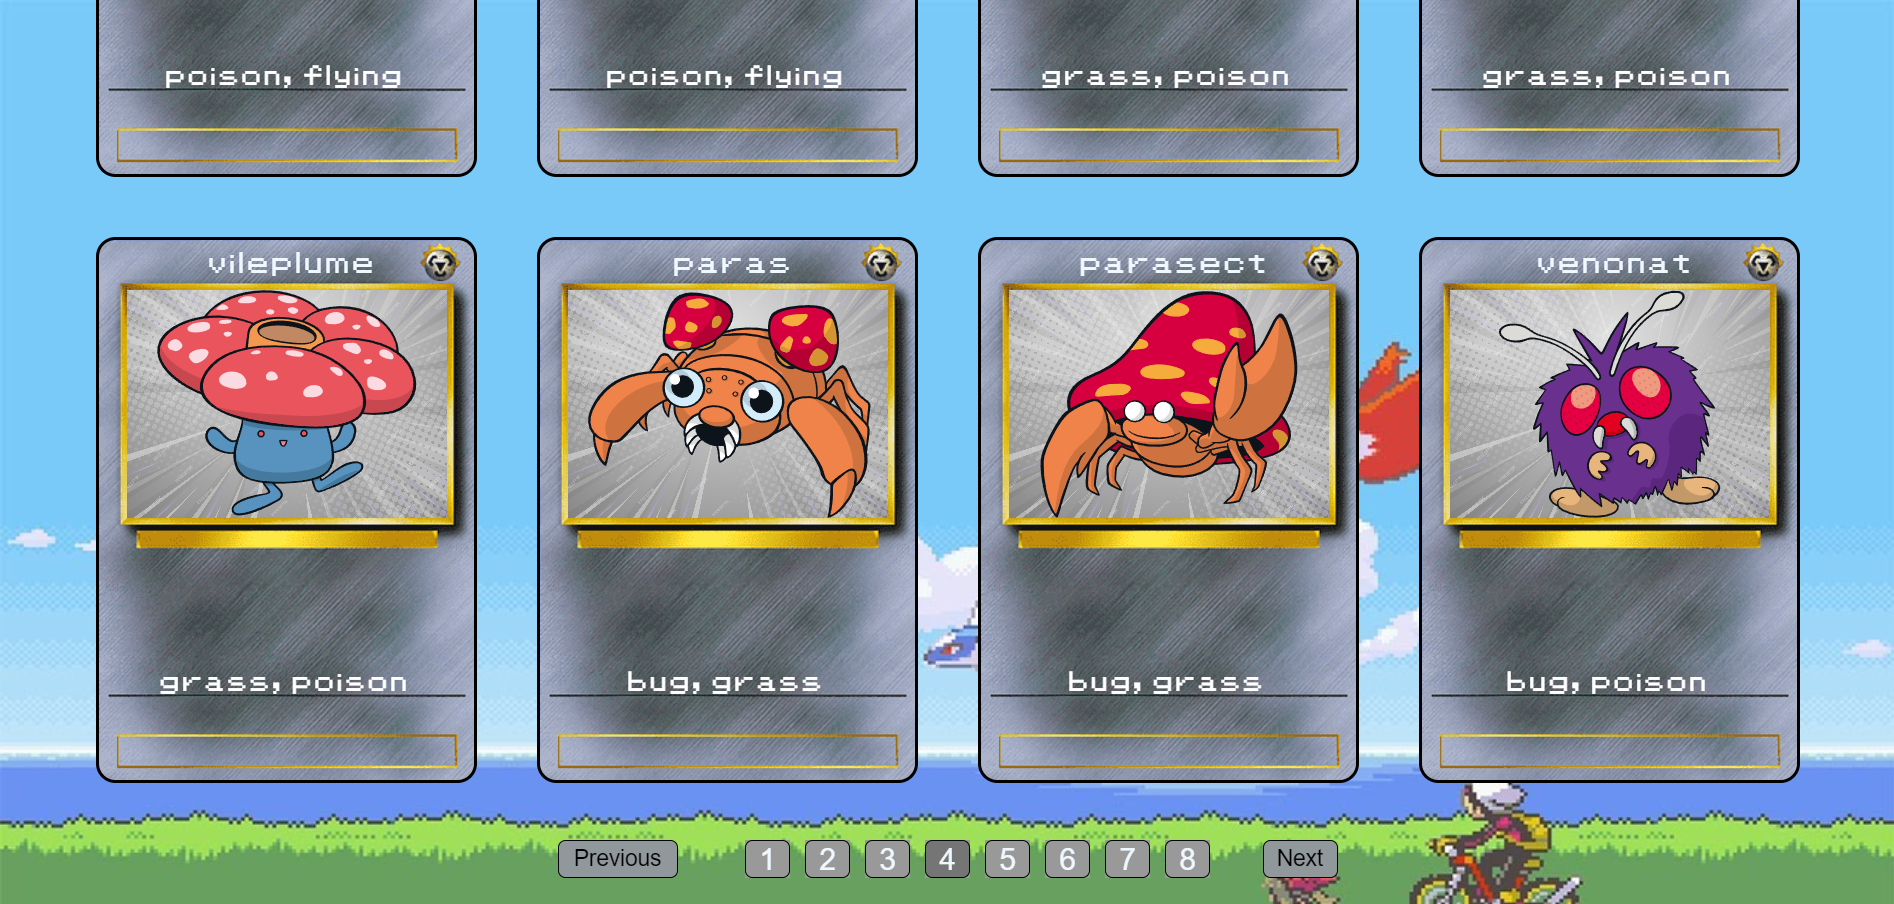 poison, flying
poison, flying
grass, poison
grass, poison
vileplume
paras
parasect
venonat
grass, poison
bug, grass
bug, grass
bug, poison
Previous 1 2 3 4 5 6 7 8 Next